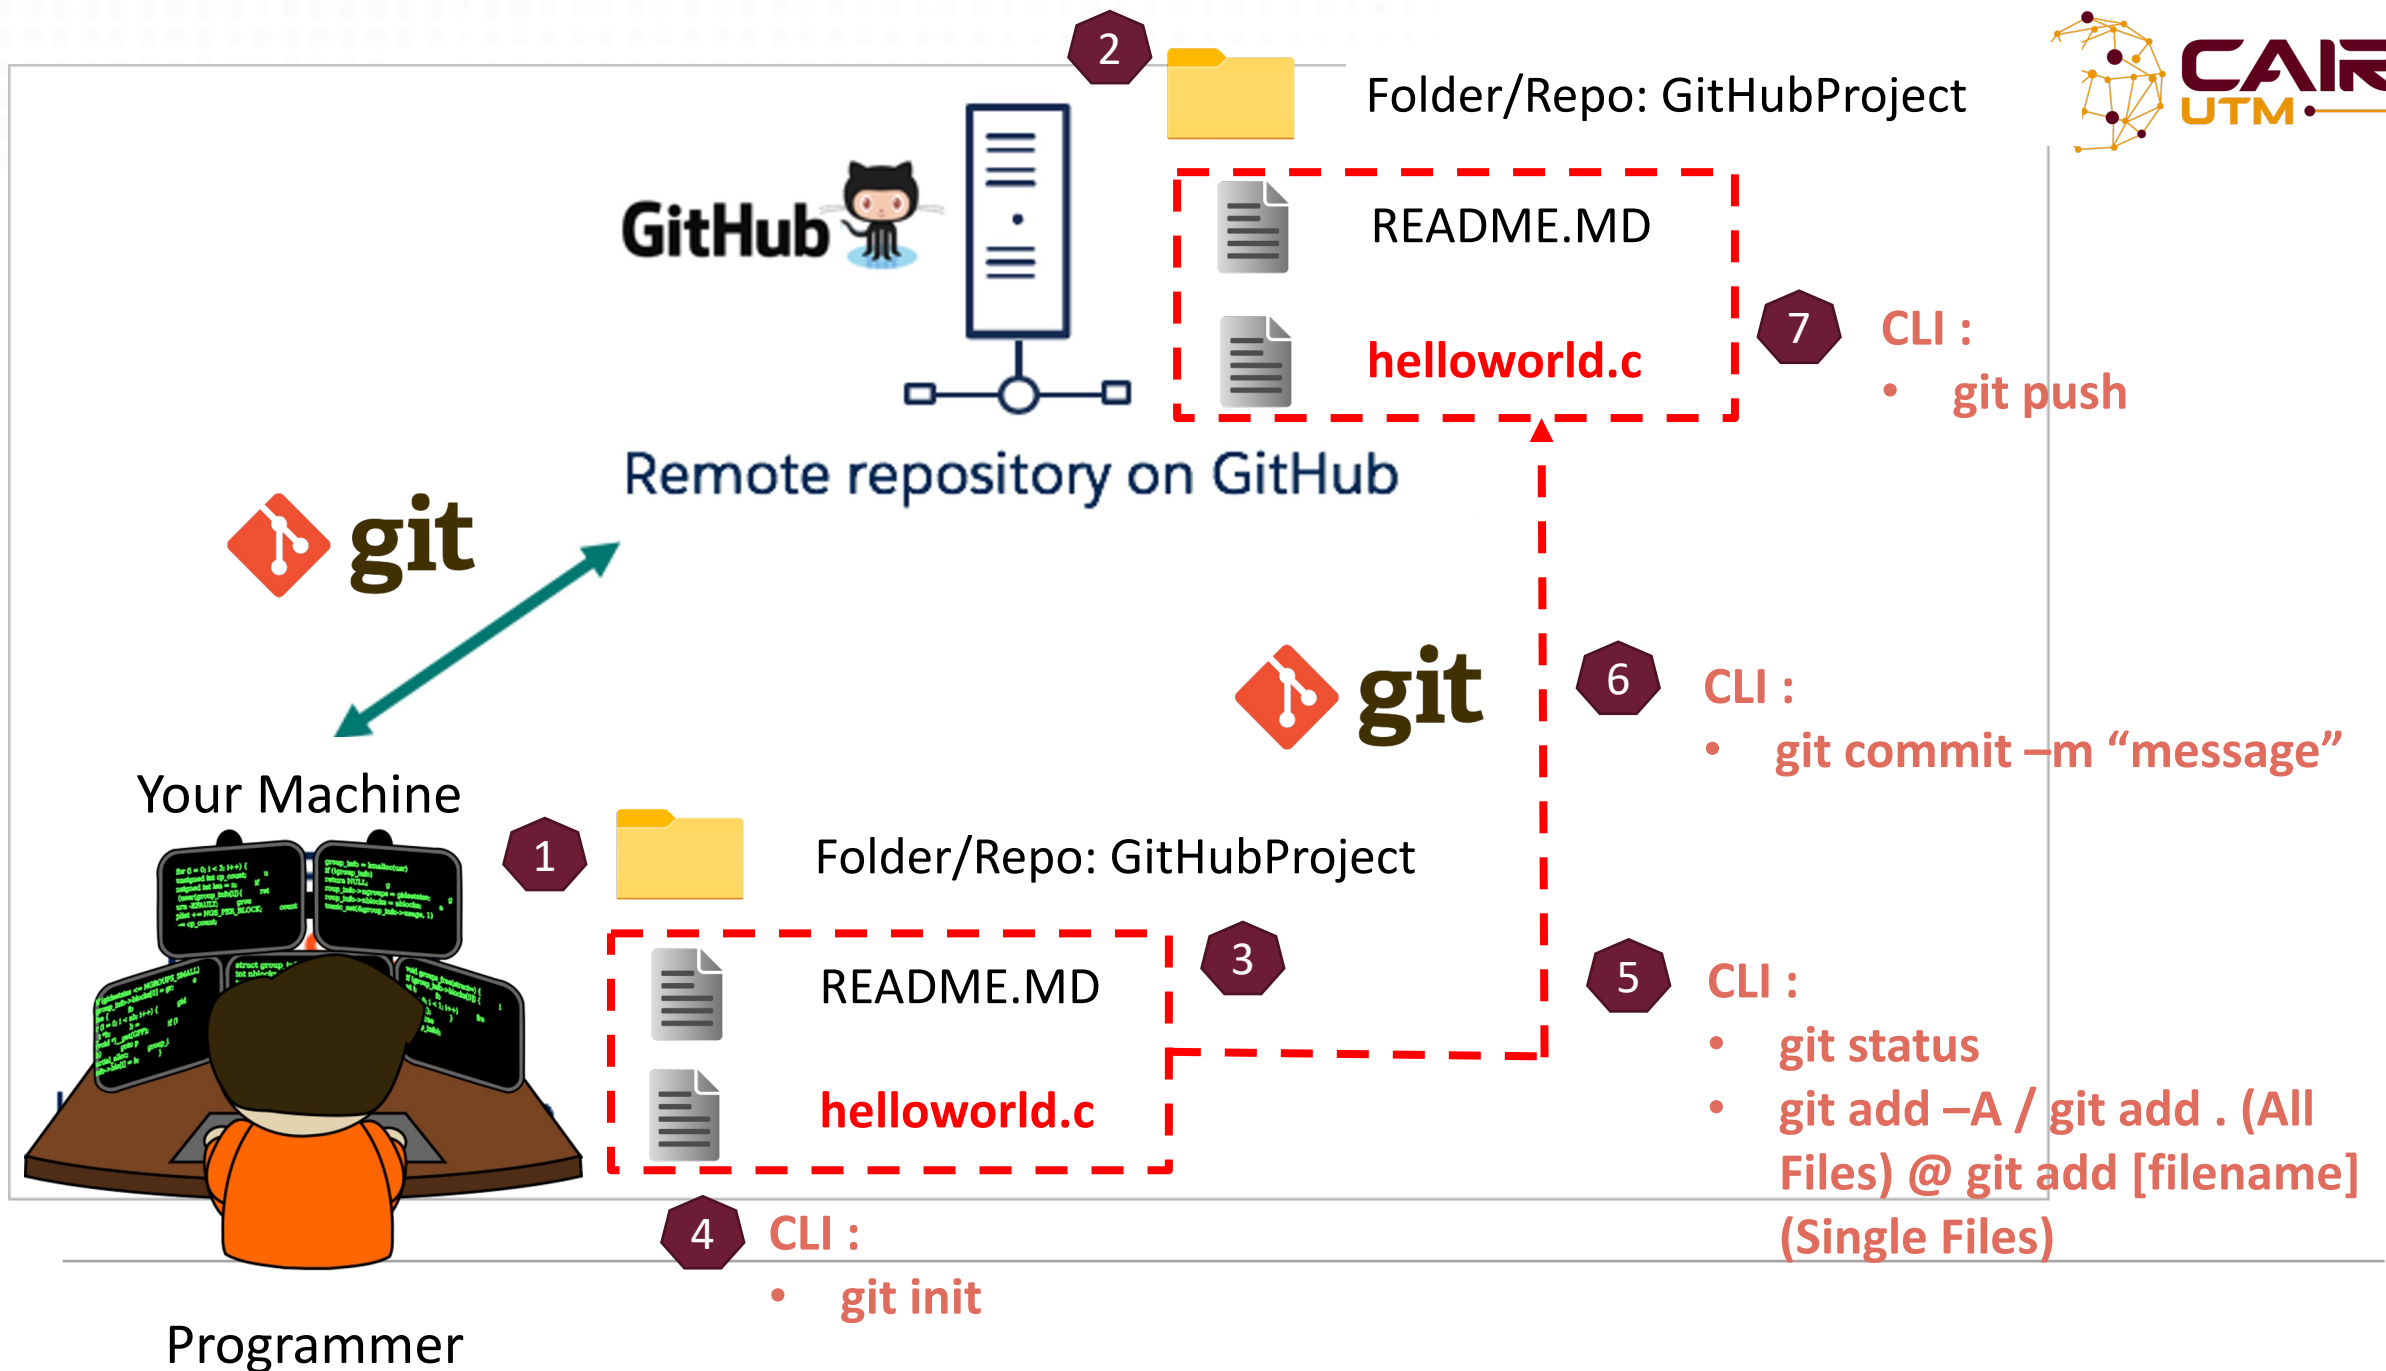 2
Folder/Repo: GitHubProject
CAIR
UTM
GitHub
README.MD
helloworld.c
7
CLI :
• git push
Remote repository on GitHub
git
git
6
CLI :
• git commit –m “message”
Your Machine
1
Folder/Repo: GitHubProject
README.MD
helloworld.c
3
5
CLI :
• git status
• git add –A / git add . (All
Files) @ git add [filename]
(Single Files)
4
CLI :
• git init
Programmer